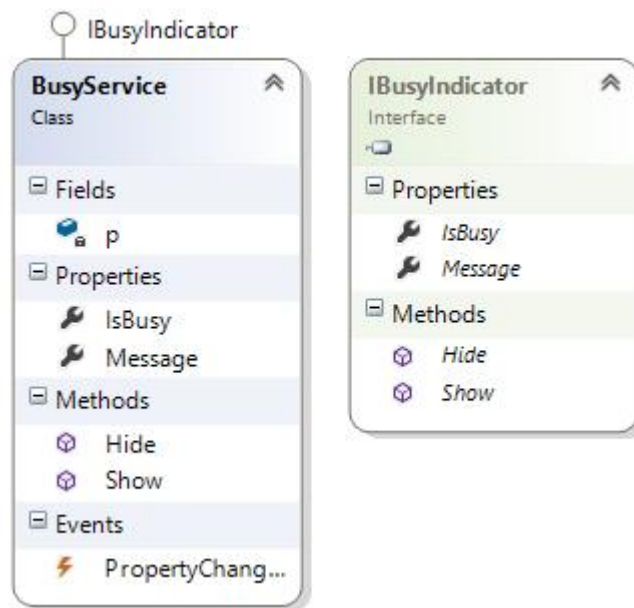 IBusyIndicator
BusyService
Class
Fields
p
Properties
IsBusy
Message
Methods
Hide
Show
Events
PropertyChang...
IBusyIndicator
Interface
Properties
IsBusy
Message
Methods
Hide
Show